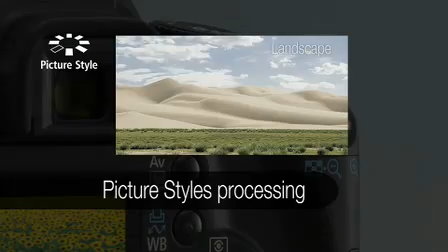 Landscape
Picture Style
Av
Picture Styles processing
WB